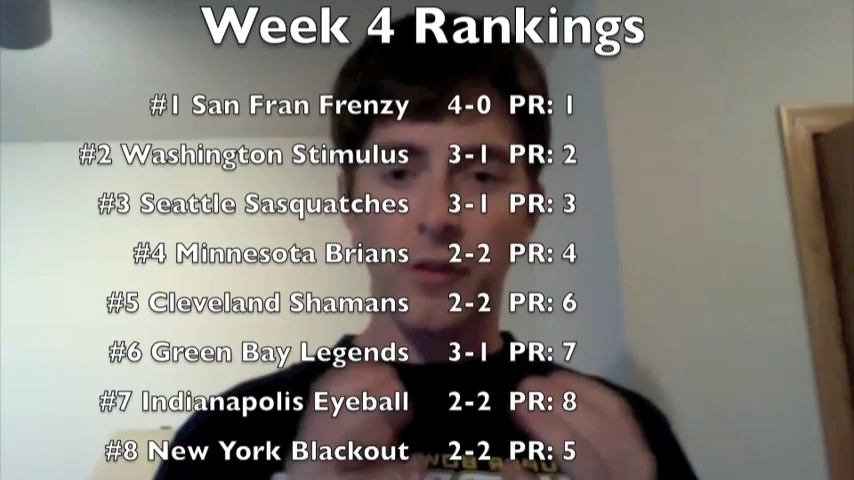 Week 4 Rankings
#1 San Fran Frenzy 4-0 PR: 1
#2 Washington Stimulus 3-1 PR: 2
#3 Seattle Sasquatches 3-1 PR: 3
#4 Minnesota Brians 2-2 PR: 4
#5 Cleveland Shamans 2-2 PR: 6
#6 Green Bay Legends 3-1 PR: 7
#7 Indianapolis Eyeball 2-2 PR: 8
#8 New York Blackout 2-2 PR: 5